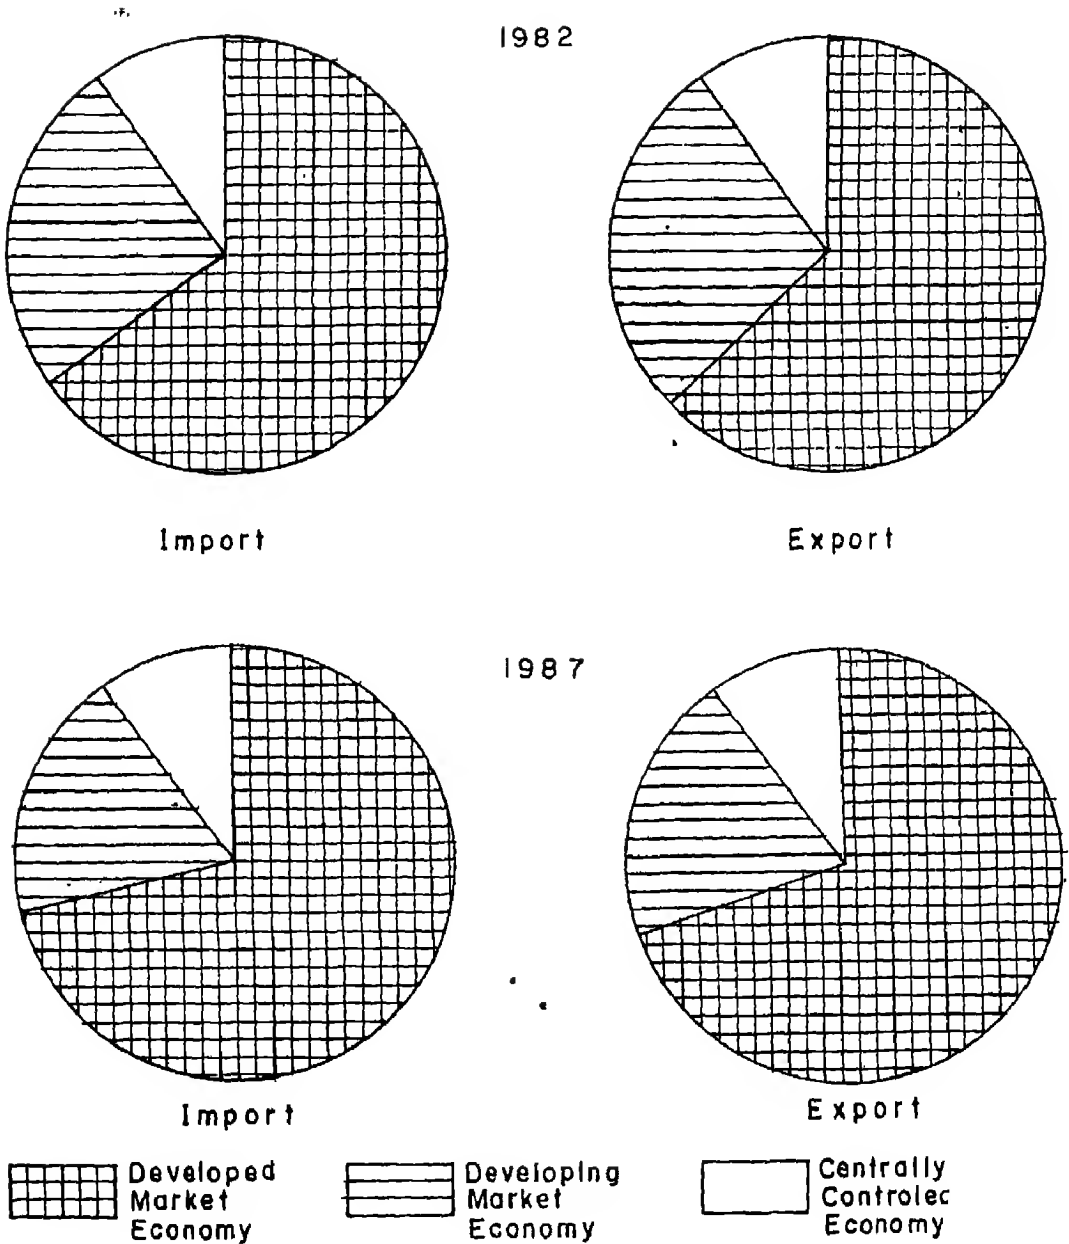 1982
Import
Export
1987
Import
Export
Developed
Market
Economy
Developing
Market
Economy
Centrally
Controlec
Economy